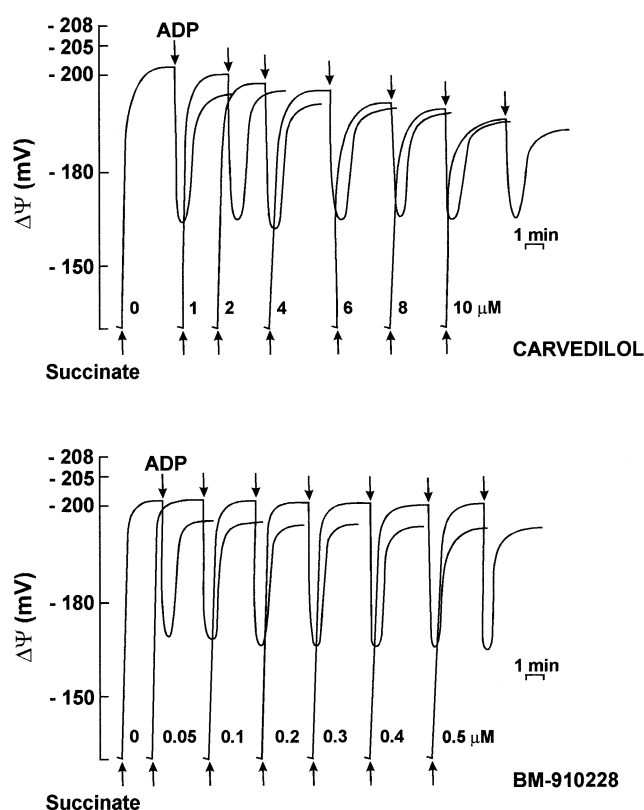 - 208
- 205
- 200
- 180
- 150
ΔΨ (mV)
ADP
0 1 2 4 6 8 10 μM
1 min
Succinate
CARVEDILOL
- 208
- 205
- 200
- 180
- 150
ΔΨ (mV)
ADP
0 0.05 0.1 0.2 0.3 0.4 0.5 μM
1 min
Succinate
BM-910228